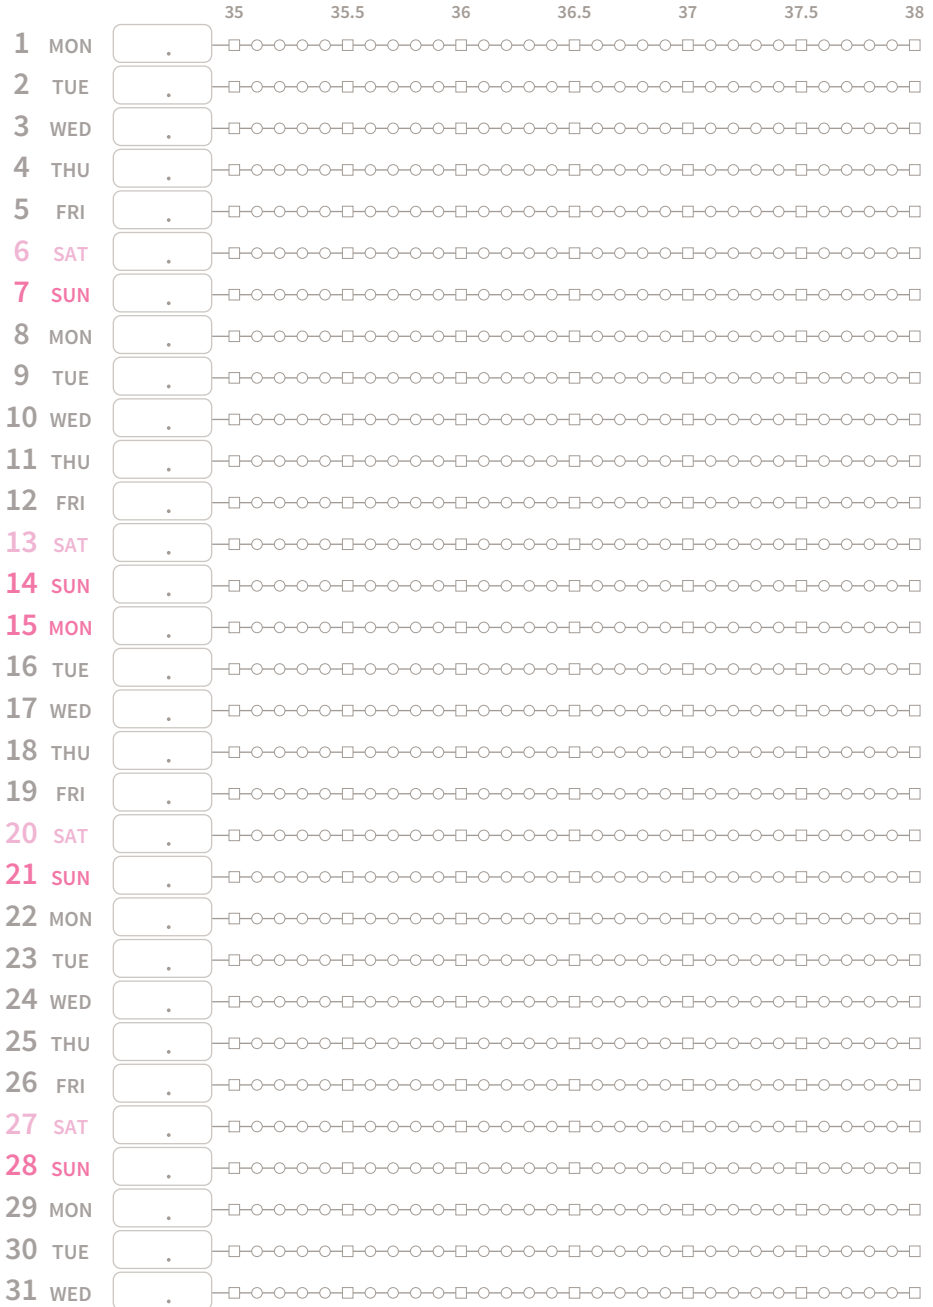 35 35.5 36 36.5 37 37.5 38
1 MON .
2 TUE .
3 WED .
4 THU .
5 FRI .
6 SAT .
7 SUN .
8 MON .
9 TUE .
10 WED .
11 THU .
12 FRI .
13 SAT .
14 SUN .
15 MON .
16 TUE .
17 WED .
18 THU .
19 FRI .
20 SAT .
21 SUN .
22 MON .
23 TUE .
24 WED .
25 THU .
26 FRI .
27 SAT .
28 SUN .
29 MON .
30 TUE .
31 WED .